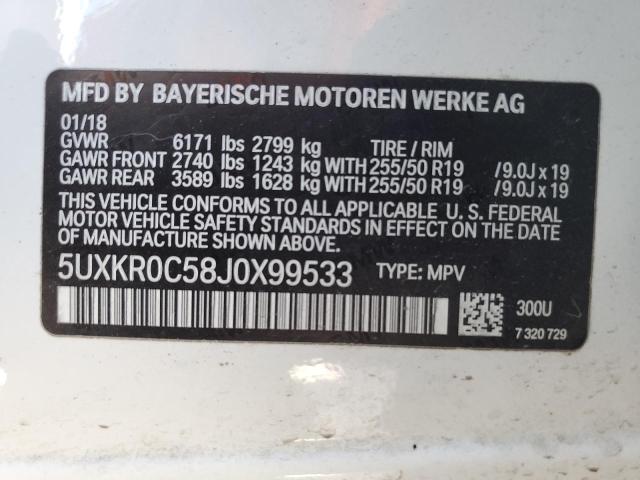 MFD BY BAYERISCHE MOTOREN WERKE AG
01/18
GVWR 6171 lbs 2799 kg TIRE / RIM
GAWR FRONT 2740 lbs 1243 kg WITH 255/50 R19 /9.0J x 19
GAWR REAR 3589 lbs 1628 kg WITH 255/50 R19 /9.0J x 19
THIS VEHICLE CONFORMS TO ALL APPLICABLE U. S. FEDERAL
MOTOR VEHICLE SAFETY STANDARDS IN EFFECT ON THE DATE
OF MANUFACTURE SHOWN ABOVE.
5UXKR0C58J0X99533 TYPE: MPV
300U
7 320 729